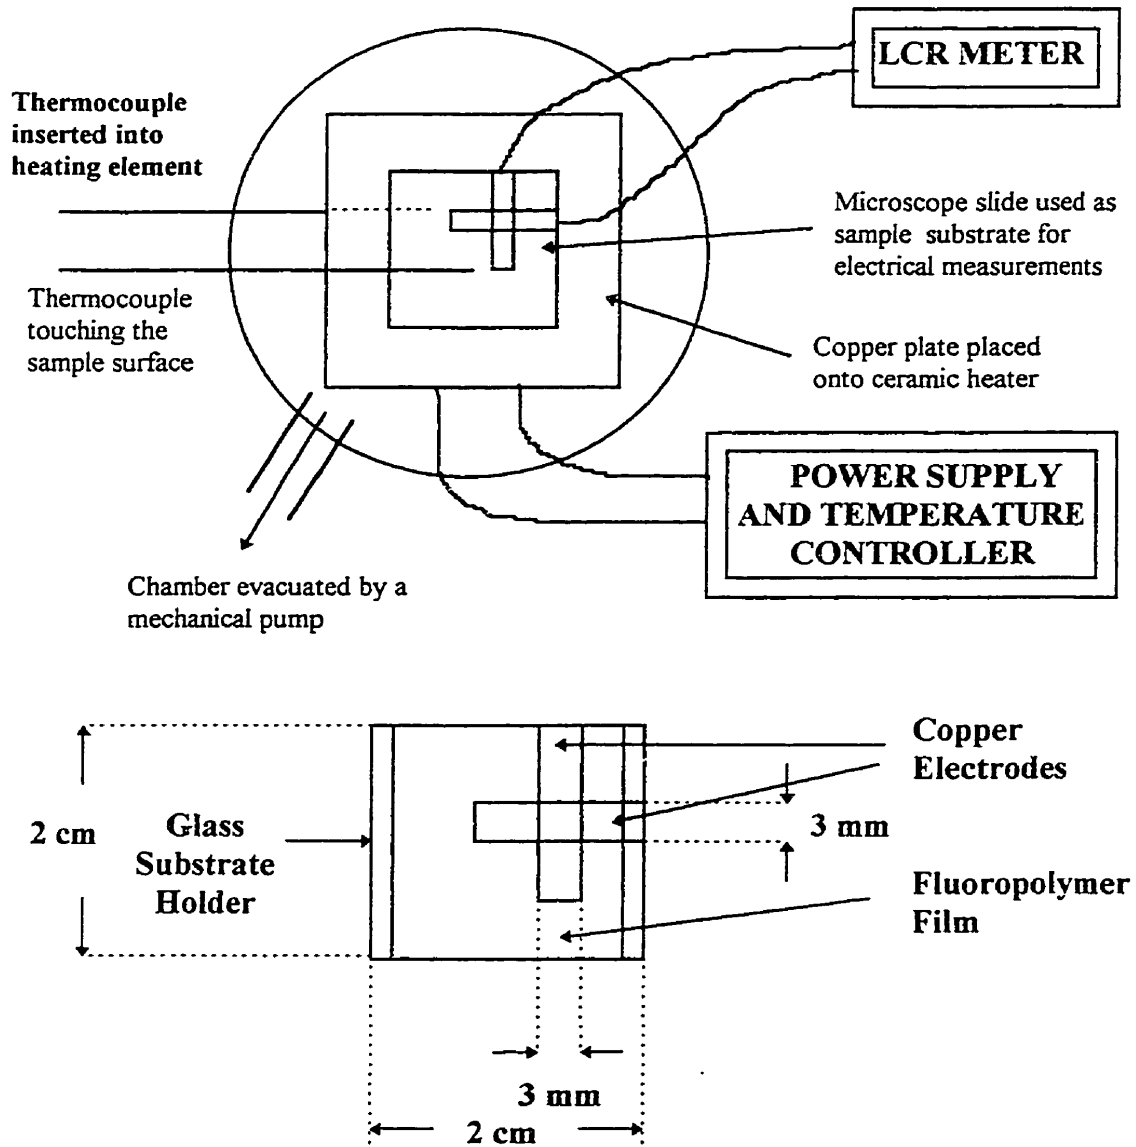 LCR METER
Thermocouple
inserted into
heating element
Microscope slide used as
sample substrate for
electrical measurements
Thermocouple
touching the
sample surface
Copper plate placed
onto ceramic heater
POWER SUPPLY
AND TEMPERATURE
CONTROLLER
Chamber evacuated by a
mechanical pump
Copper
Electrodes
2 cm
Glass
Substrate
Holder
3 mm
Fluoropolymer
Film
3 mm
2 cm